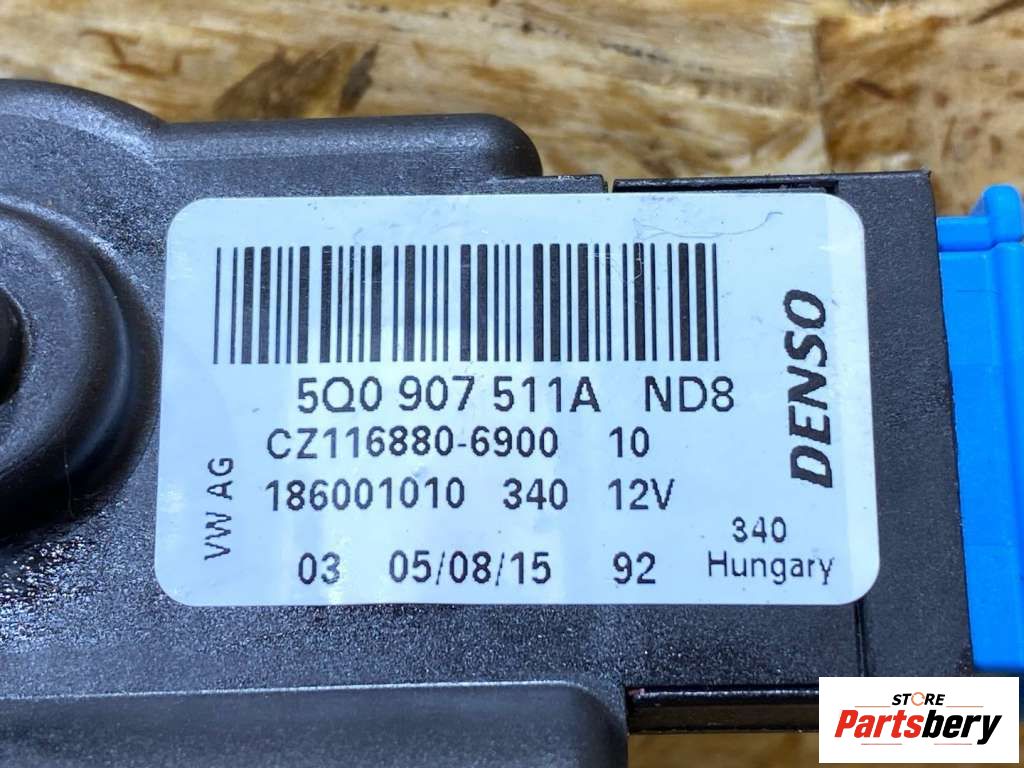 5Q0 907 511A ND8
CZ116880-6900 10
186001010 340 12V
03 05/08/15 92
VW AG
DENSO
340
Hungary
STORE
Partsbery